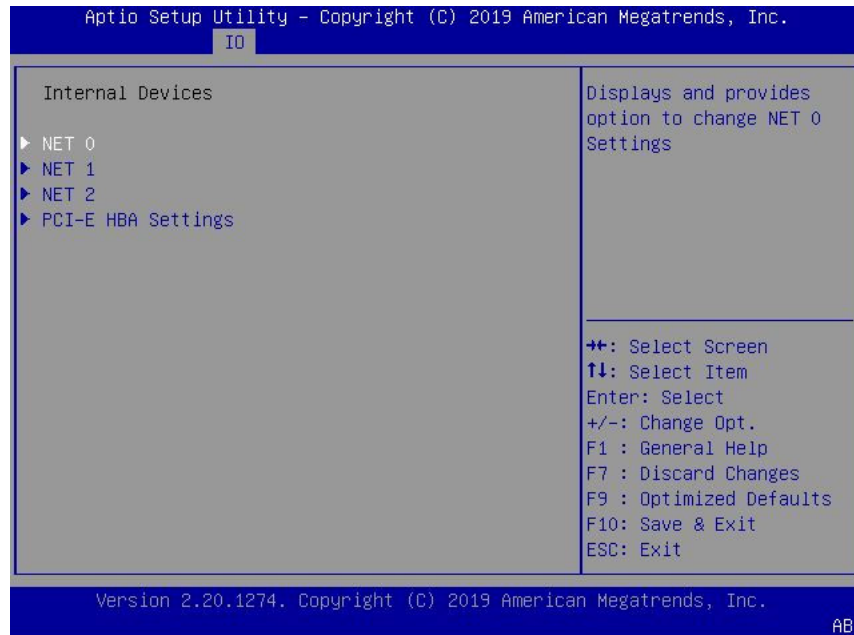 Aptio Setup Utility – Copyright (C) 2019 American Megatrends, Inc.
IO
Internal Devices
▶ NET 0
▶ NET 1
▶ NET 2
▶ PCI-E HBA Settings
Displays and provides
option to change NET 0
Settings
→←: Select Screen
↑↓: Select Item
Enter: Select
+/-: Change Opt.
F1 : General Help
F7 : Discard Changes
F9 : Optimized Defaults
F10: Save & Exit
ESC: Exit
Version 2.20.1274. Copyright (C) 2019 American Megatrends, Inc.
AB